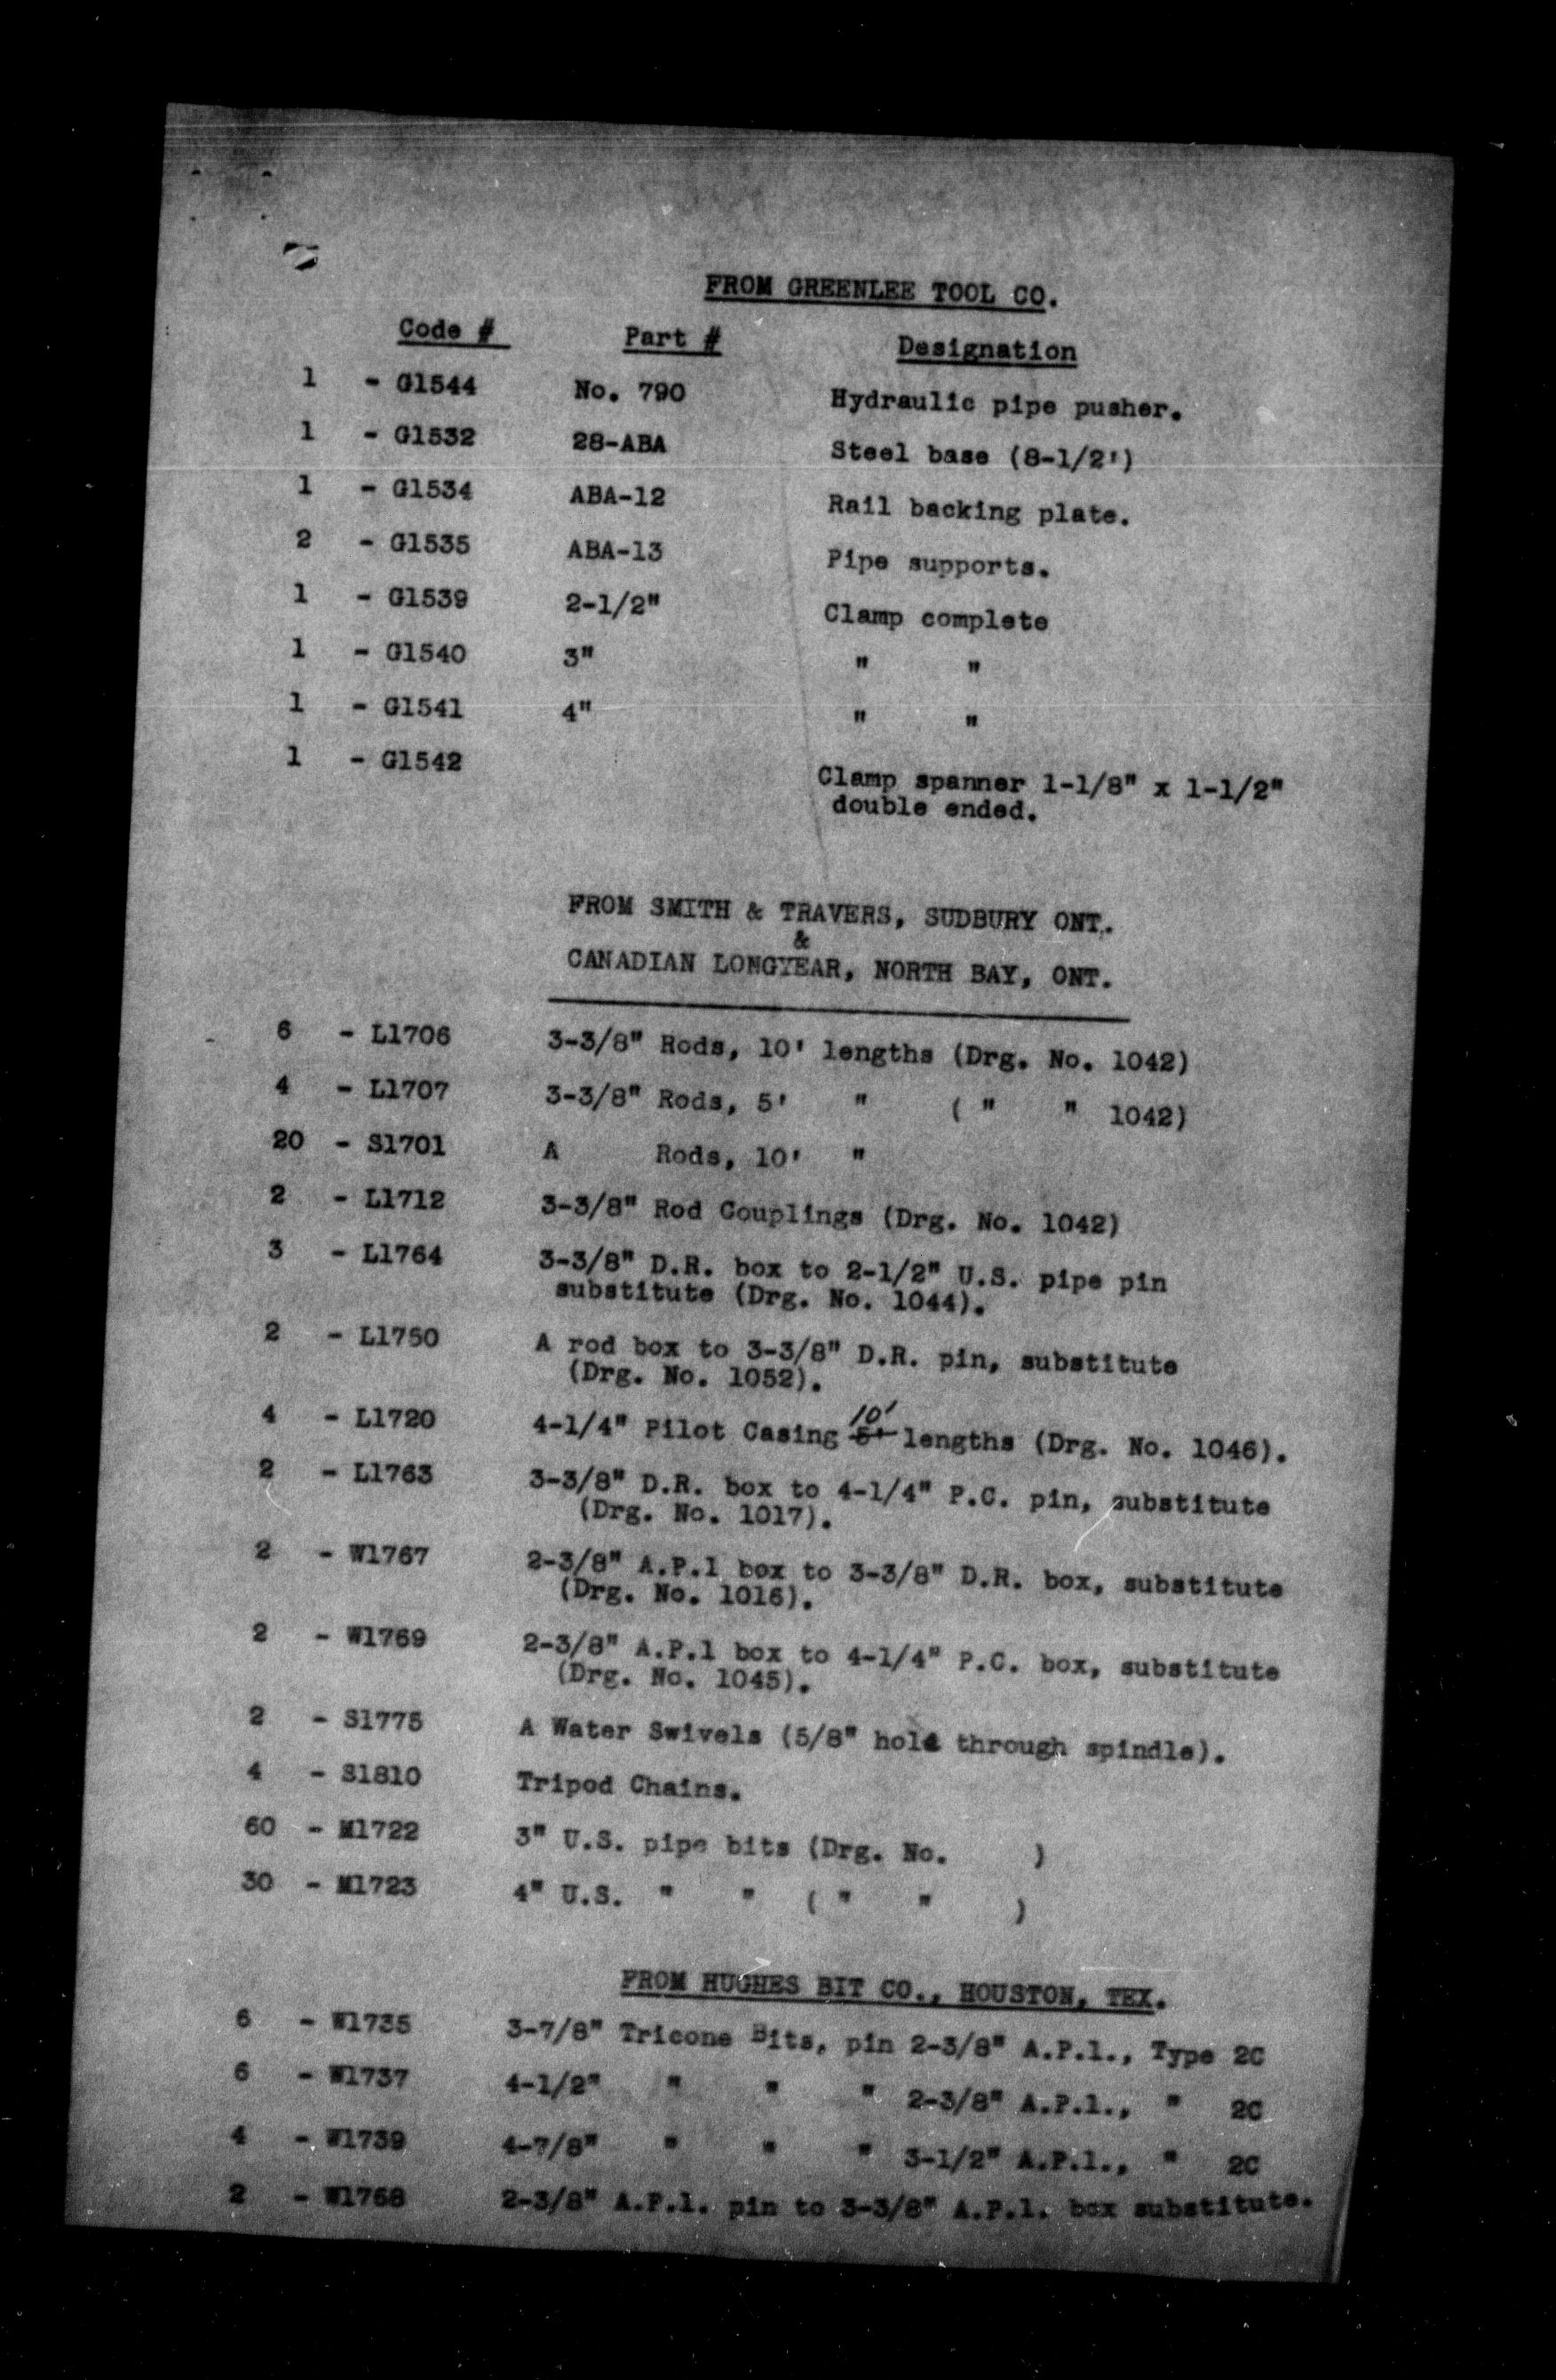 FROM GREENLEE TOOL CO.
Code # Part # Designation
1 - G1544 No. 790 Hydraulic pipe pusher.
1 - G1532 28-ABA Steel base (8-1/2')
1 - G1534 ABA-12 Rail backing plate.
2 - G1535 ABA-13 Pipe supports.
1 - G1539 2-1/2" Clamp complete
1 - G1540 3" " "
1 - G1541 4" " "
1 - G1542 Clamp spanner 1-1/8" x 1-1/2"
double ended.
FROM SMITH & TRAVERS, SUDBURY ONT.
&
CANADIAN LONGYEAR, NORTH BAY, ONT.
6 - L1706 3-3/8" Rods, 10' lengths (Drg. No. 1042)
4 - L1707 3-3/8" Rods, 5' " ( " " 1042)
20 - S1701 A Rods, 10' "
2 - L1712 3-3/8" Rod Couplings (Drg. No. 1042)
3 - L1764 3-3/8" D.R. box to 2-1/2" U.S. pipe pin
substitute (Drg. No. 1044).
2 - L1750 A rod box to 3-3/8" D.R. pin, substitute
(Drg. No. 1052).
10'
4 - L1720 4-1/4" Pilot Casing 5' lengths (Drg. No. 1046).
2 - L1763 3-3/8" D.R. box to 4-1/4" P.C. pin, substitute
(Drg. No. 1017).
2 - W1767 2-3/8" A.P.1 box to 3-3/8" D.R. box, substitute
(Drg. No. 1016).
2 - W1769 2-3/8" A.P.1 box to 4-1/4" P.C. box, substitute
(Drg. No. 1045).
2 - S1775 A Water Swivels (5/8" hole through spindle).
4 - S1810 Tripod Chains.
60 - M1722 3" U.S. pipe bits (Drg. No. )
30 - M1723 4" U.S. " " ( " " )
FROM HUGHES BIT CO., HOUSTON, TEX.
6 - W1735 3-7/8" Tricone Bits, pin 2-3/8" A.P.1., Type 2C
6 - W1737 4-1/2" " " " 2-3/8" A.P.1., " 2C
4 - W1739 4-7/8" " " " 3-1/2" A.P.1., " 2C
2 - W1768 2-3/8" A.P.1. pin to 3-3/8" A.P.1. box substitute.